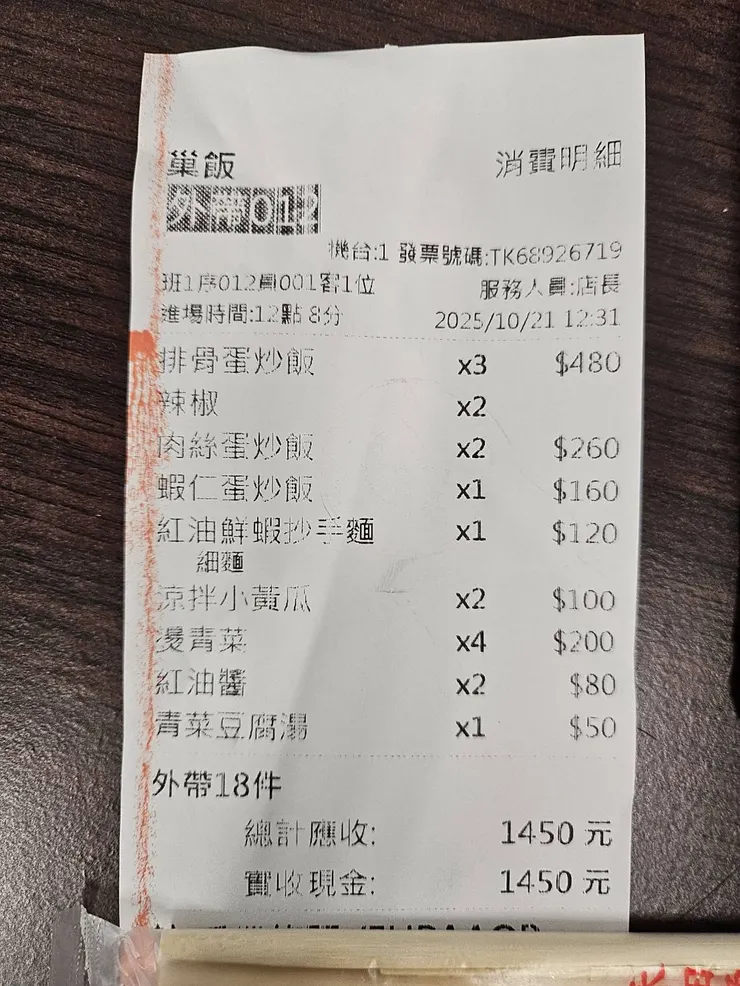 巢飯 消費明細
外帶012
機台:1 發票號碼:TK68926719
班1序012員001客1位 服務人員:店長
進場時間:12點 8分 2025/10/21 12:31
排骨蛋炒飯 x3 $480
辣椒 x2
肉絲蛋炒飯 x2 $260
蝦仁蛋炒飯 x1 $160
紅油鮮蝦抄手麵 x1 $120
細麵
涼拌小黃瓜 x2 $100
燙青菜 x4 $200
紅油醬 x2 $80
青菜豆腐湯 x1 $50
外帶18件
總計應收: 1450 元
實收現金: 1450 元